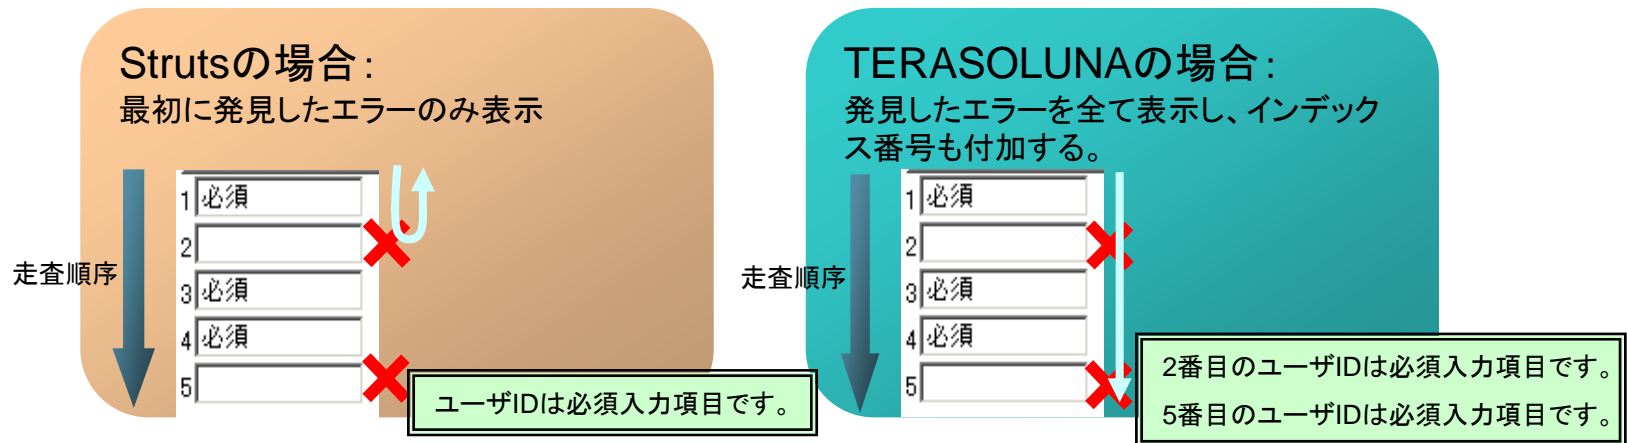 Strutsの場合：
最初に発見したエラーのみ表示
走査順序
1 必須
2
3 必須
4 必須
5
ユーザIDは必須入力項目です。
TERASOLUNAの場合：
発見したエラーを全て表示し、インデック
ス番号も付加する。
走査順序
1 必須
2
3 必須
4 必須
5
2番目のユーザIDは必須入力項目です。
5番目のユーザIDは必須入力項目です。